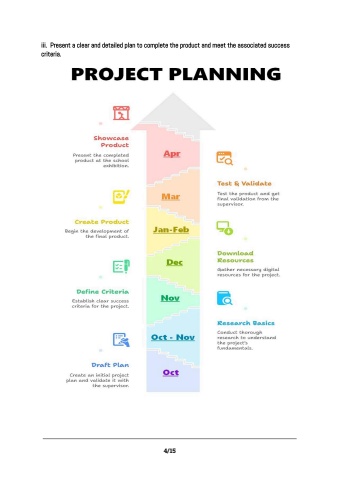 iii. Present a clear and detailed plan to complete the product and meet the associated success
criteria.
PROJECT PLANNING
Showcase
Product
Present the completed
product at the school
exhibition.
Apr
Test & Validate
Test the product and get
final validation from the
supervisor.
Mar
Create Product
Begin the development of
the final product.
Jan-Feb
Download
Resources
Gather necessary digital
resources for the project.
Dec
Define Criteria
Establish clear success
criteria for the project.
Nov
Research Basics
Conduct thorough
research to understand
the project's
fundamentals.
Oct - Nov
Draft Plan
Create an initial project
plan and validate it with
the supervisor.
Oct
4/15